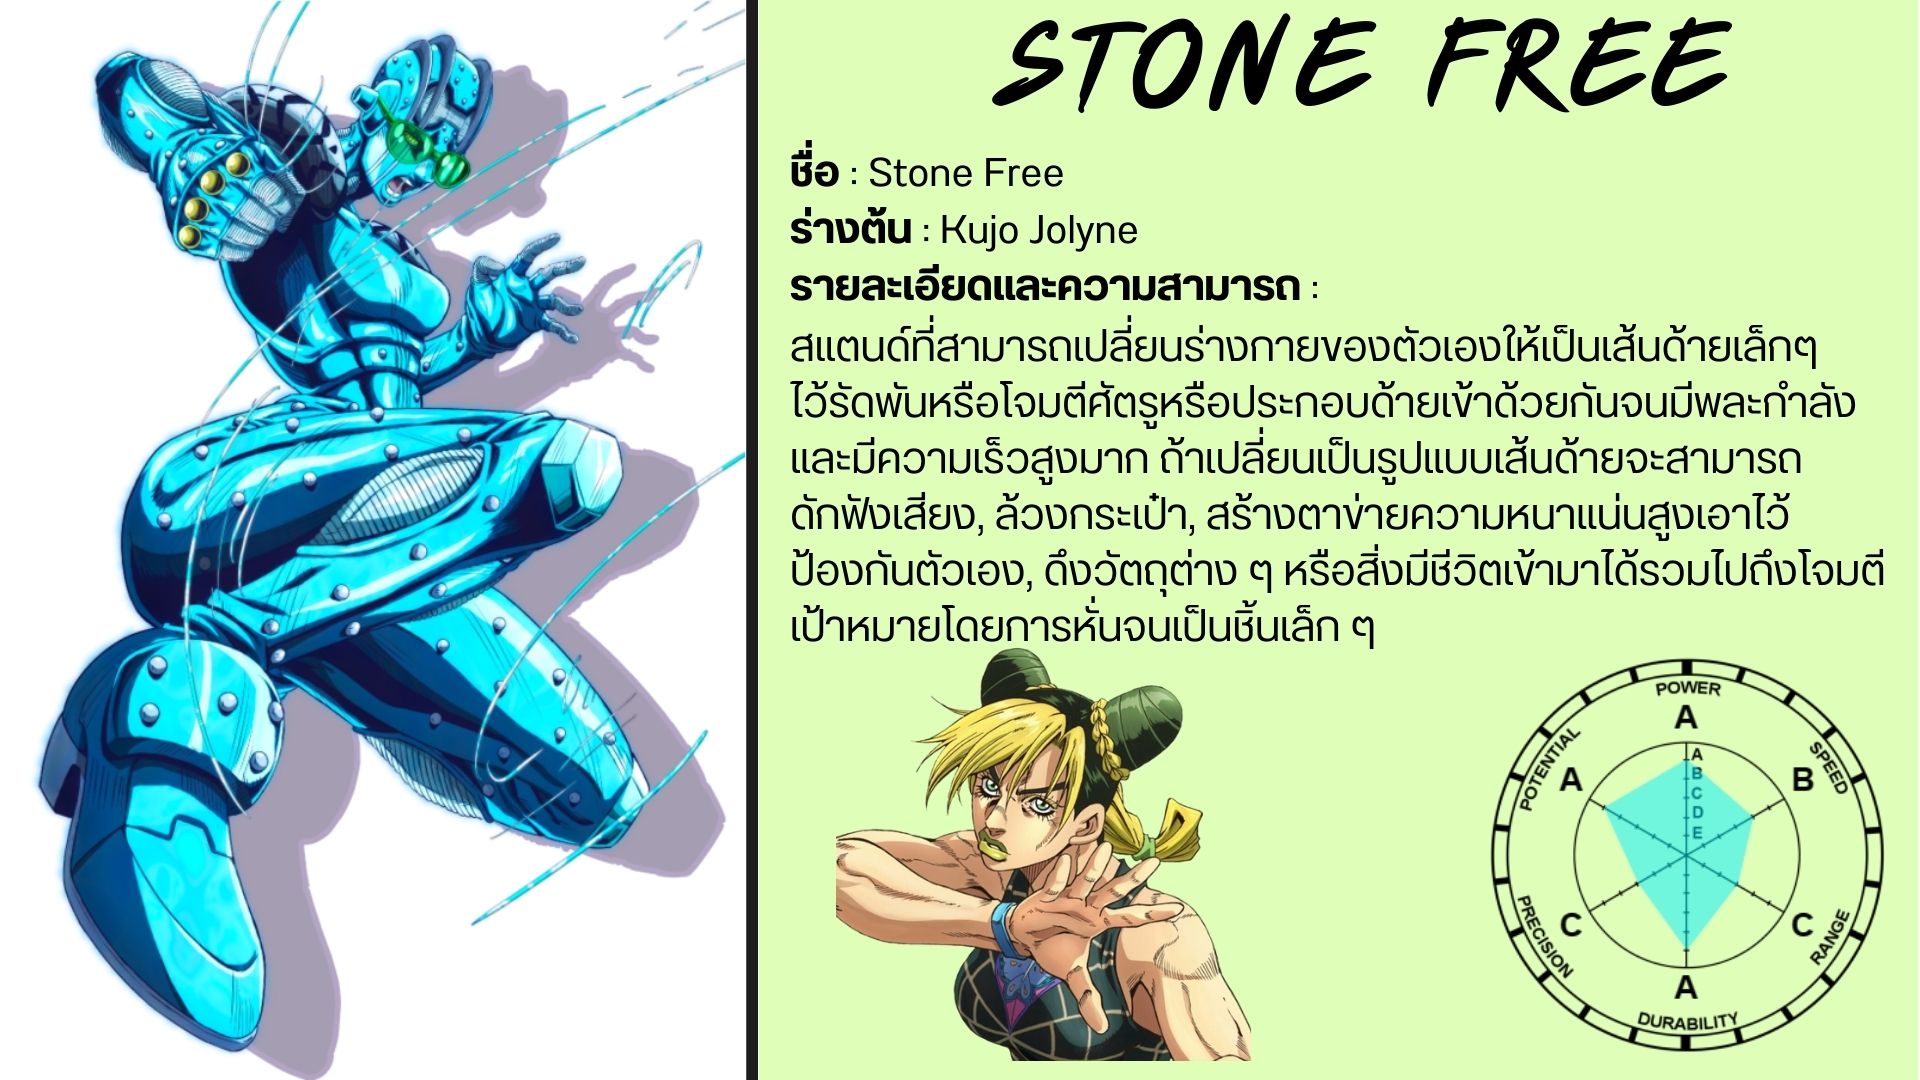 STONE FREE
ชื่อ : Stone Free
ร่างต้น : Kujo Jolyne
รายละเอียดและความสามารถ :
สแตนด์ที่สามารถเปลี่ยนร่างกายของตัวเองให้เป็นเส้นด้ายเล็กๆ
ไว้รัดพันหรือโจมตีศัตรูหรือประกอบด้ายเข้าด้วยกันจนมีพละกำลัง
และมีความเร็วสูงมาก ถ้าเปลี่ยนเป็นรูปแบบเส้นด้ายจะสามารถ
ดักฟังเสียง, ล้วงกระเป๋า, สร้างตาข่ายความหนาแน่นสูงเอาไว้
ป้องกันตัวเอง, ดึงวัตถุต่าง ๆ หรือสิ่งมีชีวิตเข้ามาได้รวมไปถึงโจมตี
เป้าหมายโดยการหั่นจนเป็นชิ้นเล็ก ๆ
POWER
A
SPEED
B
RANGE
C
DURABILITY
A
PRECISION
C
POTENTIAL
A
A
B
C
D
E